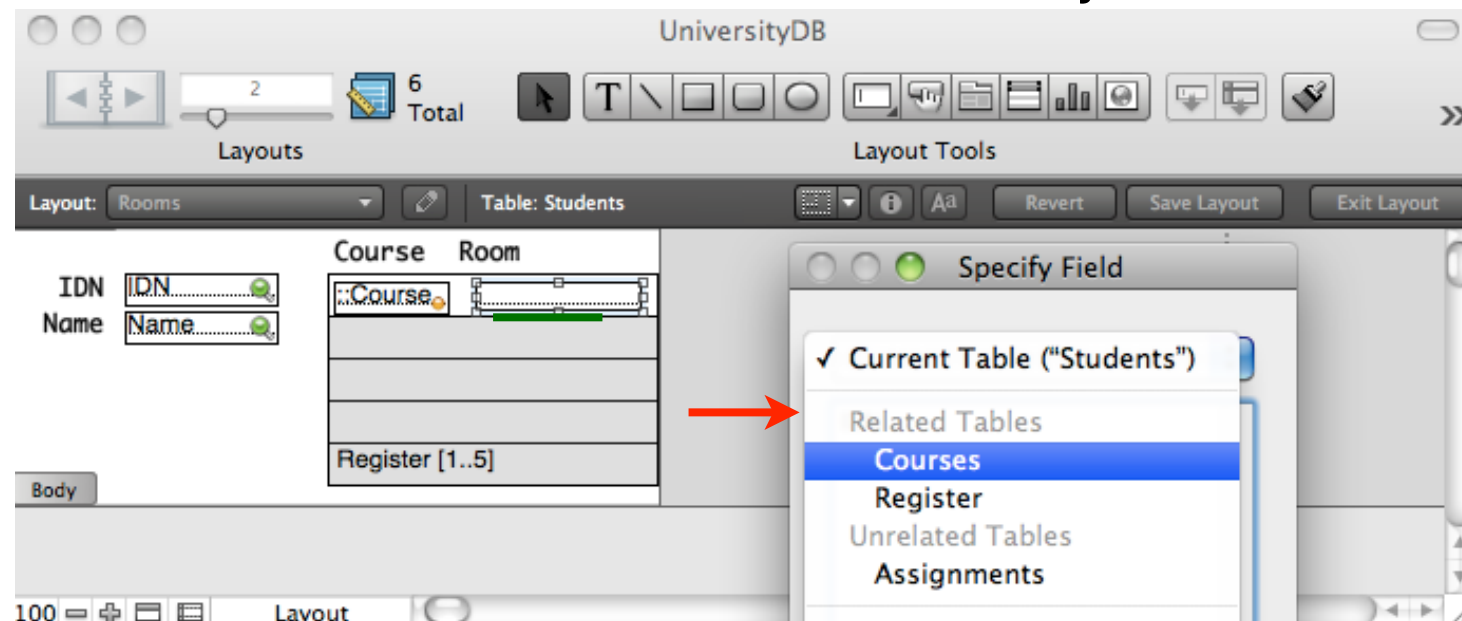 UniversityDB
2
6
Total
T
Layouts
Layout Tools
Layout: Rooms
Table: Students
Aa
Revert
Save Layout
Exit Layout
Course Room
IDN IDN
::Course
Name Name
Register [1..5]
Body
Specify Field
✓ Current Table (“Students”)
Related Tables
Courses
Register
Unrelated Tables
Assignments
100
Layout